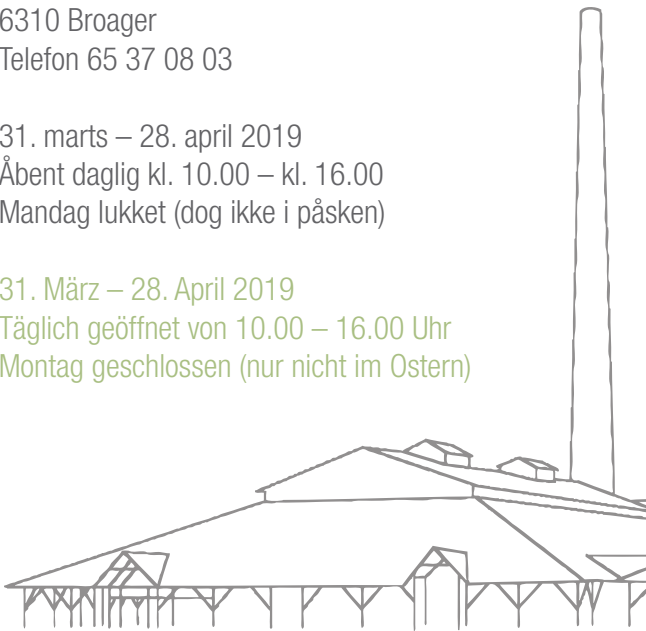 6310 Broager
Telefon 65 37 08 03
31. marts – 28. april 2019
Åbent daglig kl. 10.00 – kl. 16.00
Mandag lukket (dog ikke i påsken)
31. März – 28. April 2019
Täglich geöffnet von 10.00 – 16.00 Uhr
Montag geschlossen (nur nicht im Ostern)